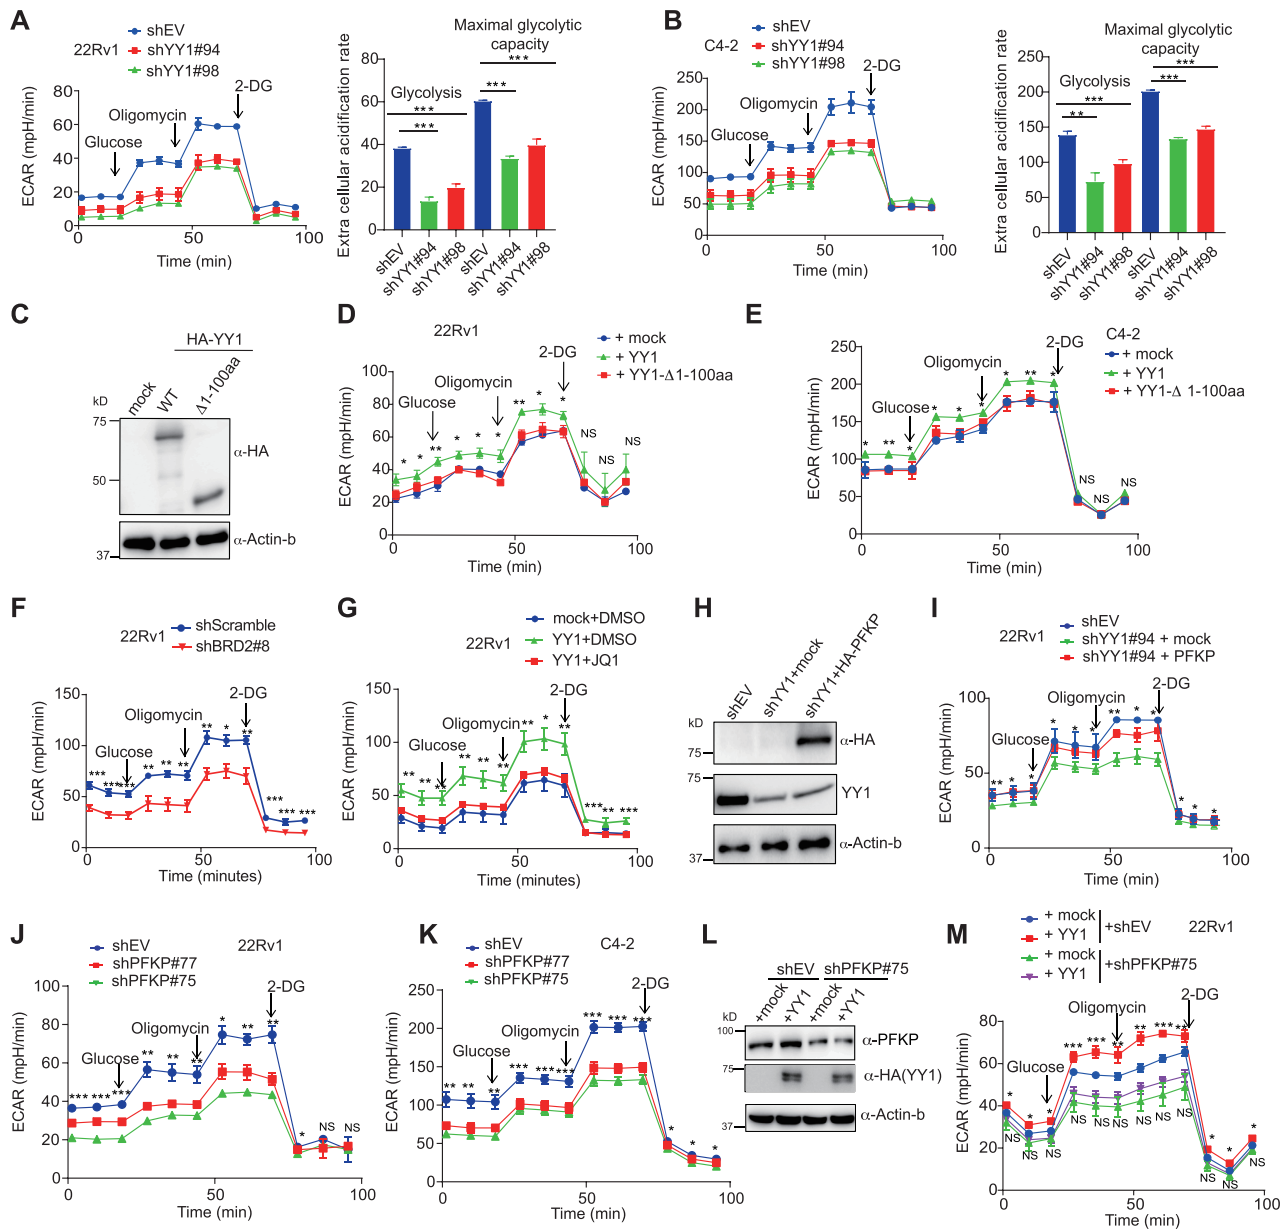 A
22Rv1
shEV
shYY1#94
shYY1#98
ECAR (mpH/min)
80
60
40
20
0
Glucose
Oligomycin
2-DG
0
50
100
Time (min)
Extra cellular acidification rate
80
60
40
20
0
Glycolysis
***
***
Maximal glycolytic
capacity
***
***
shEV
shYY1#94
shYY1#98
shEV
shYY1#94
shYY1#98
B
C4-2
shEV
shYY1#94
shYY1#98
ECAR (mpH/min)
250
200
150
100
50
0
Glucose
Oligomycin
2-DG
0
50
100
Time (min)
Extra cellular acidification rate
250
200
150
100
50
0
Maximal glycolytic
capacity
Glycolysis
***
**
***
***
shEV
shYY1#94
shYY1#98
shEV
shYY1#94
shYY1#98
C
HA-YY1
kD
mock
WT
Δ1-100aa
75
50
37
α-HA
α-Actin-b
D
22Rv1
+ mock
+ YY1
+ YY1-Δ1-100aa
ECAR (mpH/min)
100
80
60
40
20
0
Glucose
Oligomycin
2-DG
* * ** * * * ** * * NS NS NS
0
50
100
Time (min)
E
C4-2
+ mock
+ YY1
+ YY1-Δ 1-100aa
ECAR (mpH/min)
250
200
150
100
50
0
Glucose
Oligomycin
2-DG
* ** * * * * * ** * NS NS NS
0
50
100
Time (min)
F
22Rv1
shScramble
shBRD2#8
ECAR (mpH/min)
150
100
50
0
Glucose
Oligomycin
2-DG
*** *** *** ** ** ** ** * ** *** *** ***
0
50
100
Time (minutes)
G
22Rv1
mock+DMSO
YY1+DMSO
YY1+JQ1
ECAR (mpH/min)
150
100
50
0
Glucose
Oligomycin
2-DG
** ** ** ** ** ** ** * ** *** ** ***
0
50
100
Time (minutes)
H
shEV
shYY1+mock
shYY1+HA-PFKP
kD
75
75
37
α-HA
YY1
α-Actin-b
I
22Rv1
shEV
shYY1#94 + mock
shYY1#94 + PFKP
ECAR (mpH/min)
100
50
0
Glucose
Oligomycin
2-DG
** * * * * * ** * * * * *
0
50
100
Time (min)
J
shEV
shPFKP#77
shPFKP#75
22Rv1
ECAR (mpH/min)
100
80
60
40
20
0
Glucose
Oligomycin
2-DG
*** *** *** ** ** ** * ** ** * NS NS
0
50
100
Time (min)
K
shEV
shPFKP#77
shPFKP#75
C4-2
ECAR (mpH/min)
250
200
150
100
50
0
Glucose
Oligomycin
2-DG
** ** ** *** *** *** *** *** *** * * *
0
50
100
Time (min)
L
shEV
shPFKP#75
+mock
+YY1
+mock
+YY1
kD
100
75
37
α-PFKP
α-HA(YY1)
α-Actin-b
M
+ mock
+ YY1
+shEV
+ mock
+ YY1
+shPFKP#75
22Rv1
ECAR (mpH/min)
80
60
40
20
0
Glucose
Oligomycin
2-DG
* * * *** *** ** ** *** ** * * *
NS NS NS NS NS NS NS NS NS NS NS NS
0
50
100
Time (min)